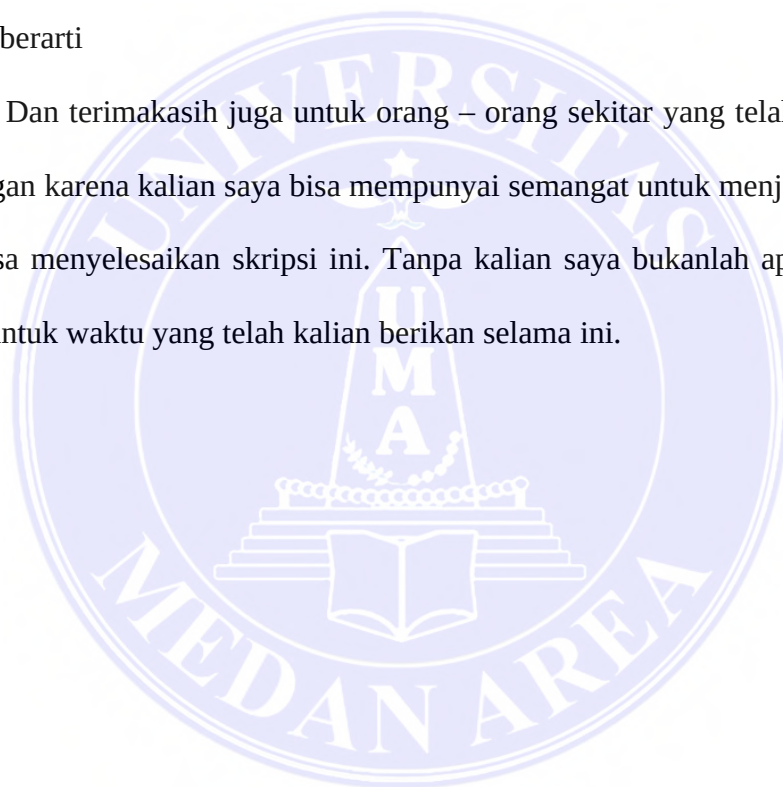 berarti
Dan terimakasih juga untuk orang – orang sekitar yang telah
gan karena kalian saya bisa mempunyai semangat untuk menj
sa menyelesaikan skripsi ini. Tanpa kalian saya bukanlah ap
ntuk waktu yang telah kalian berikan selama ini.
UNIVERSITAS
UMA
MEDAN AREA